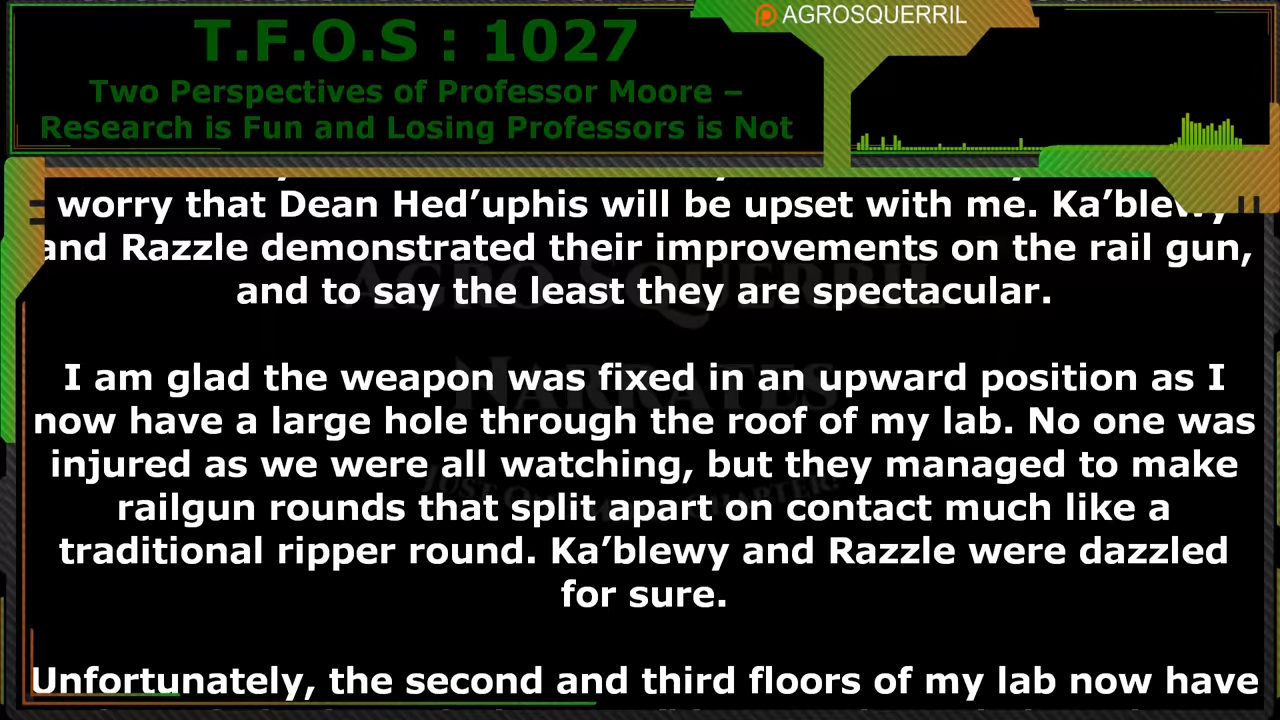 AGROSQUERRIL
T.F.O.S : 1027
Two Perspectives of Professor Moore –
Research is Fun and Losing Professors is Not
worry that Dean Hed’uphis will be upset with me. Ka’blewy
and Razzle demonstrated their improvements on the rail gun,
and to say the least they are spectacular.
I am glad the weapon was fixed in an upward position as I
now have a large hole through the roof of my lab. No one was
injured as we were all watching, but they managed to make
railgun rounds that split apart on contact much like a
traditional ripper round. Ka’blewy and Razzle were dazzled
for sure.
Unfortunately, the second and third floors of my lab now have
AGRO SQUERRIL
NARRATES